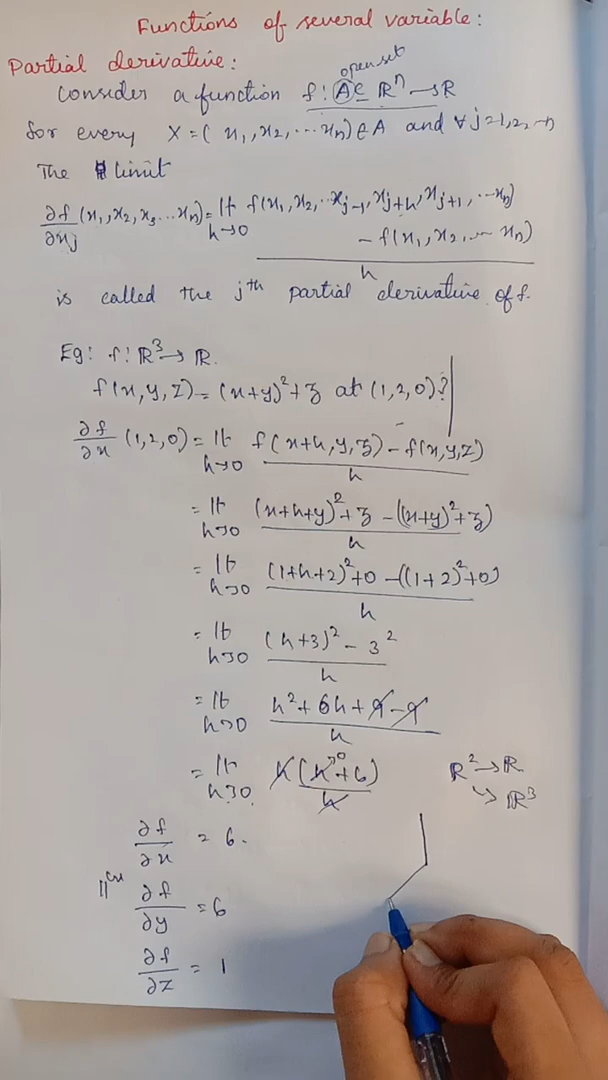 Functions of several variable:
Partial derivative:
open set
Consider a function f: A ⊆ ℝⁿ → ℝ
for every X = (x₁, x₂, ... xₙ) ∈ A and ∀ j = 1, 2, -- n
The limit
∂f/∂xⱼ (x₁, x₂, x₃ ... xₙ) = lt h→0 [f(x₁, x₂, .. xⱼ₋₁, xⱼ+h, xⱼ₊₁, ... xₙ) - f(x₁, x₂, ... xₙ)] / h
is called the jth partial derivative of f.
Eg: f: ℝ³ → ℝ.
f(x, y, z) = (x+y)² + z at (1, 2, 0)?
∂f/∂x (1, 2, 0) = lt h→0 [f(x+h, y, z) - f(x, y, z)] / h
= lt h→0 [(x+h+y)² + z - ((x+y)² + z)] / h
= lt h→0 [(1+h+2)² + 0 - ((1+2)² + 0)] / h
= lt h→0 [(h+3)² - 3²] / h
= lt h→0 [h² + 6h + 9 - 9] / h
= lt h→0 h(h→0 + 6) / h
ℝ² → ℝ
↳ ℝ³
∂f/∂x = 6.
||ly ∂f/∂y = 6
∂f/∂z = 1